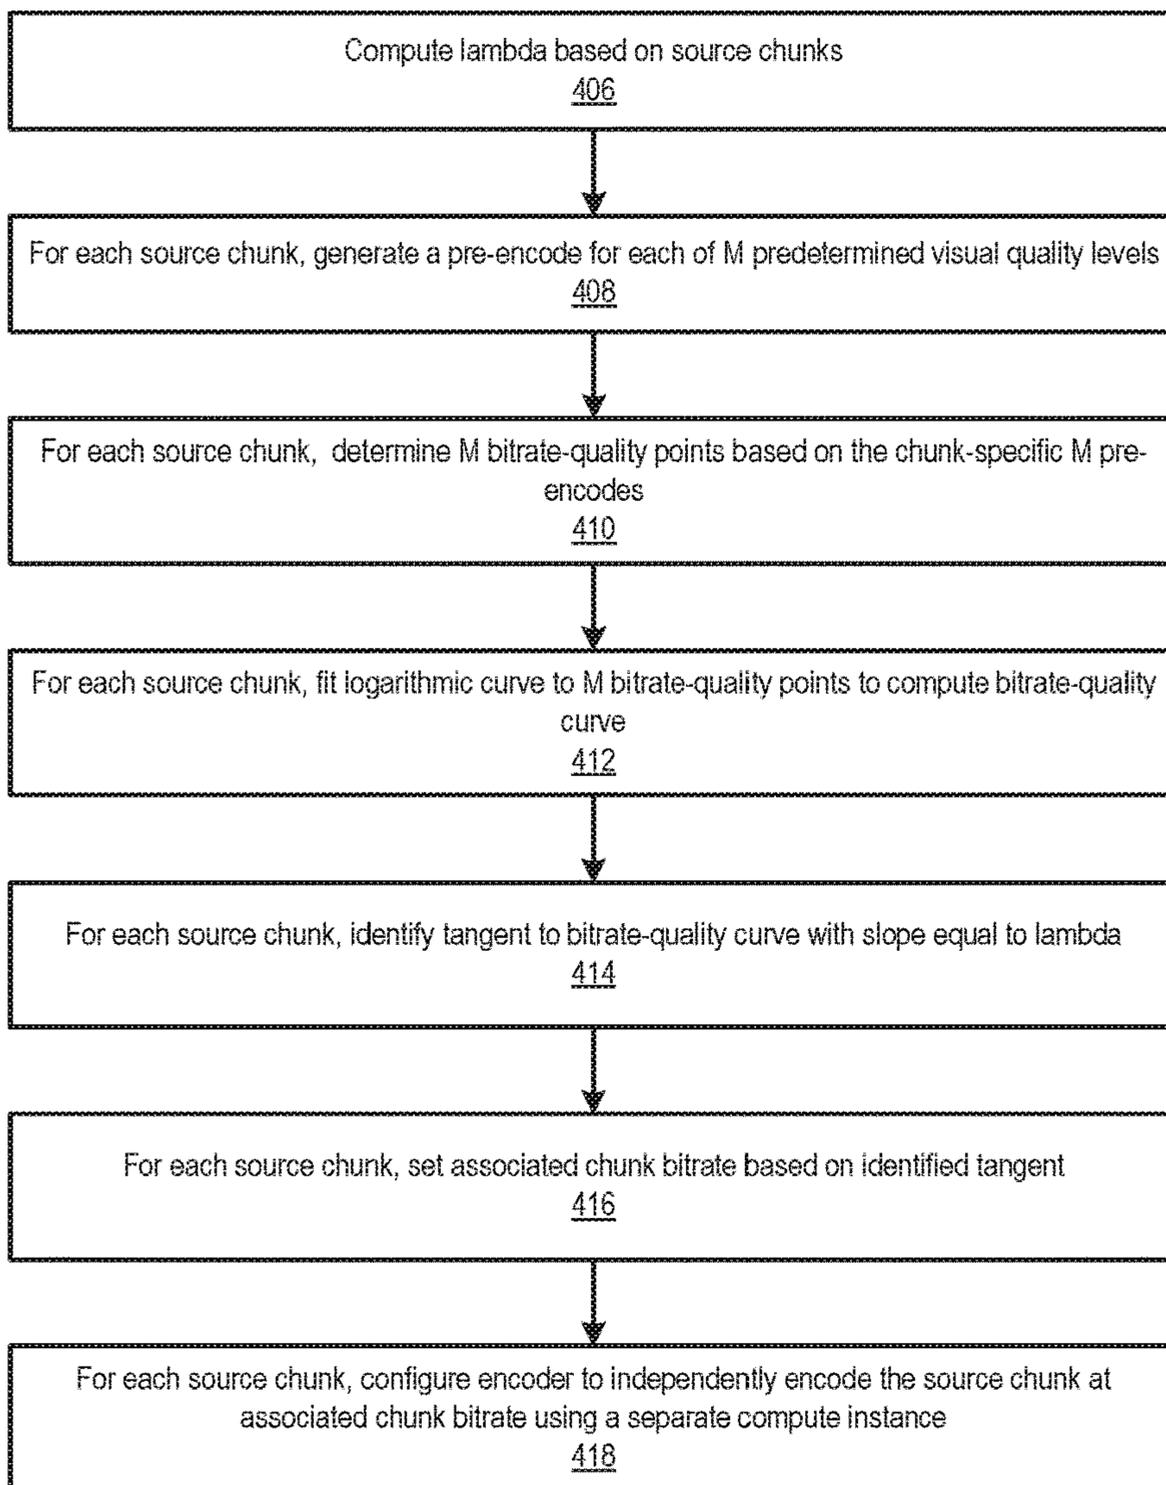 Compute lambda based on source chunks
406
For each source chunk, generate a pre-encode for each of M predetermined visual quality levels
408
For each source chunk, determine M bitrate-quality points based on the chunk-specific M pre-
encodes
410
For each source chunk, fit logarithmic curve to M bitrate-quality points to compute bitrate-quality
curve
412
For each source chunk, identify tangent to bitrate-quality curve with slope equal to lambda
414
For each source chunk, set associated chunk bitrate based on identified tangent
416
For each source chunk, configure encoder to independently encode the source chunk at
associated chunk bitrate using a separate compute instance
418